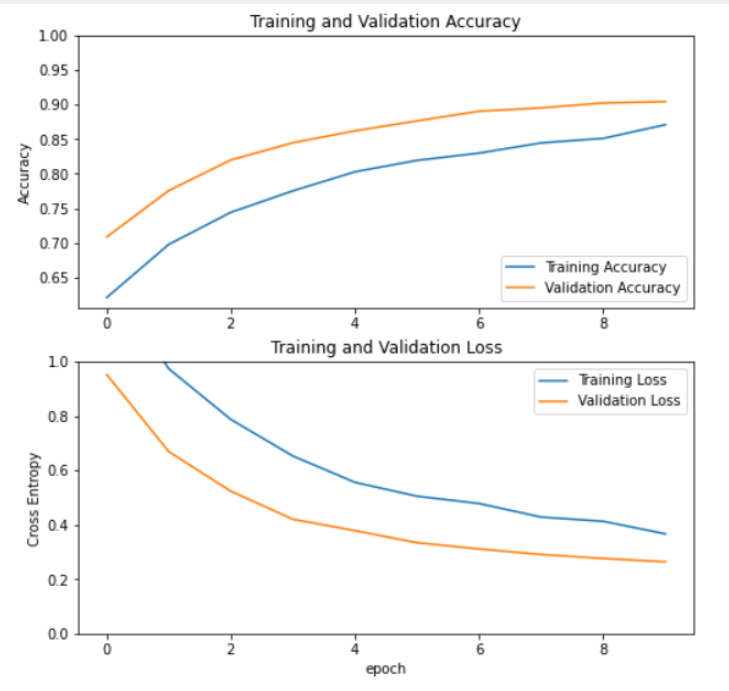 Training and Validation Accuracy
1.00
0.95
0.90
0.85
0.80
0.75
0.70
0.65
Accuracy
Training Accuracy
Validation Accuracy
0 2 4 6 8
Training and Validation Loss
1.0
0.8
0.6
0.4
0.2
0.0
Cross Entropy
Training Loss
Validation Loss
0 2 4 6 8
epoch